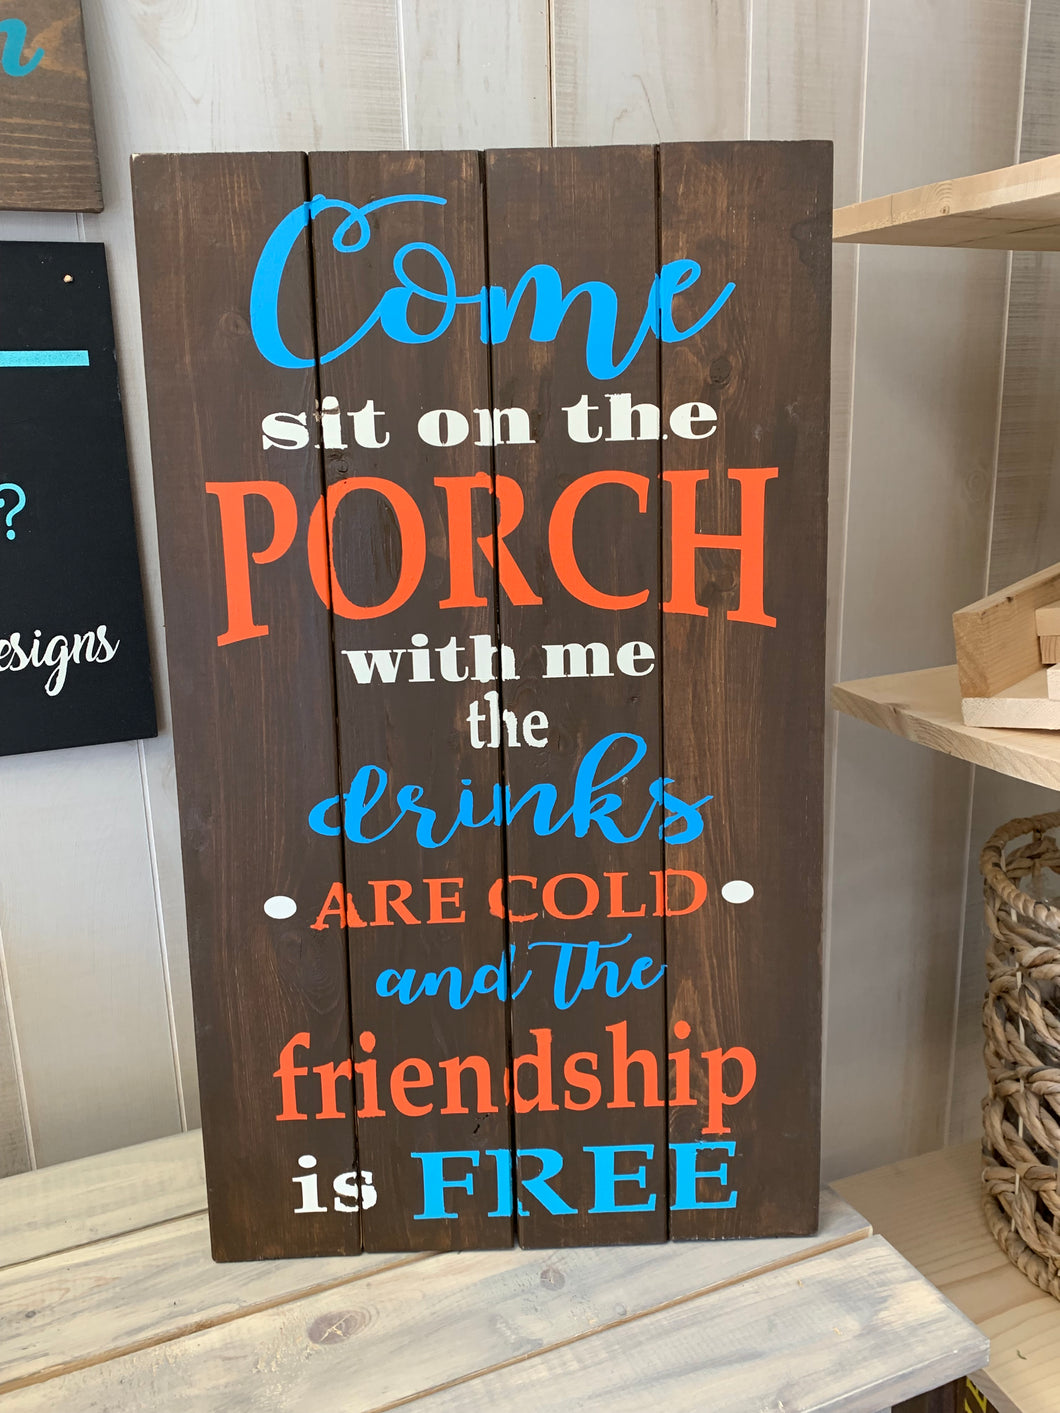 Come
sit on the
PORCH
with me
the
drinks
• ARE COLD •
and The
friendship
is FREE
?
esigns